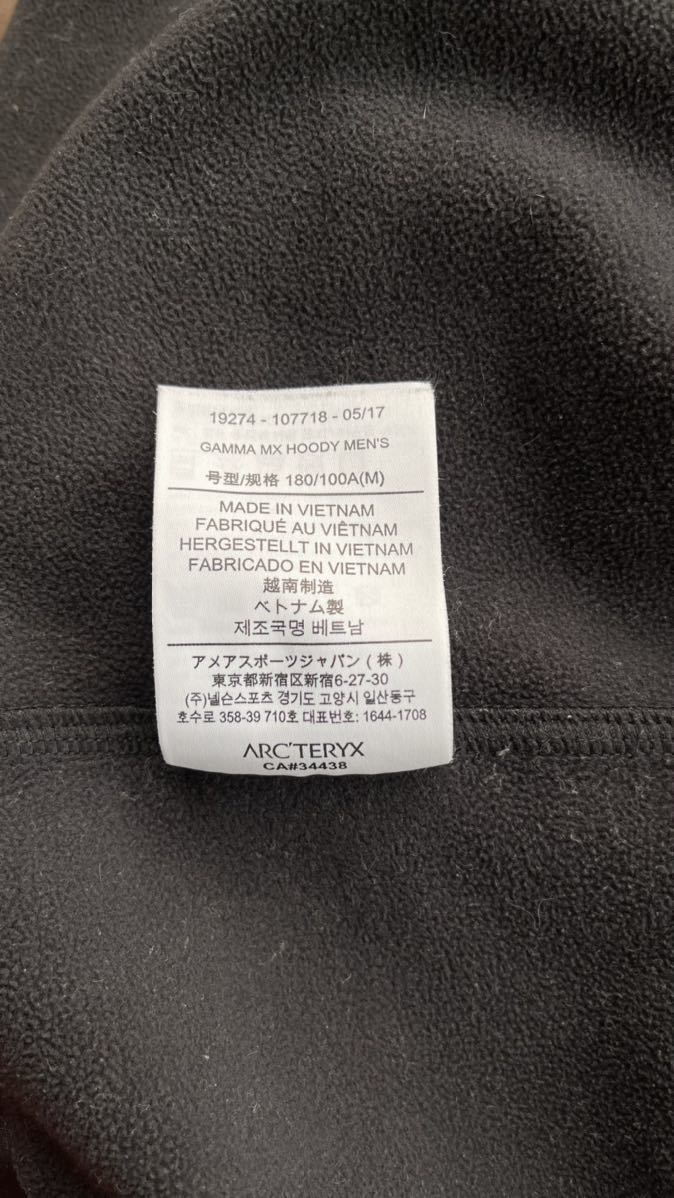 19274 - 107718 - 05/17
GAMMA MX HOODY MEN'S
号型/规格 180/100A(M)
MADE IN VIETNAM
FABRIQUÉ AU VIÊTNAM
HERGESTELLT IN VIETNAM
FABRICADO EN VIETNAM
越南制造
ベトナム製
제조국명 베트남
アメアスポーツジャパン(株)
東京都新宿区新宿6-27-30
(주)넬슨스포츠 경기도 고양시 일산동구
호수로 358-39 710호 대표번호: 1644-1708
ARC'TERYX
CA#34438